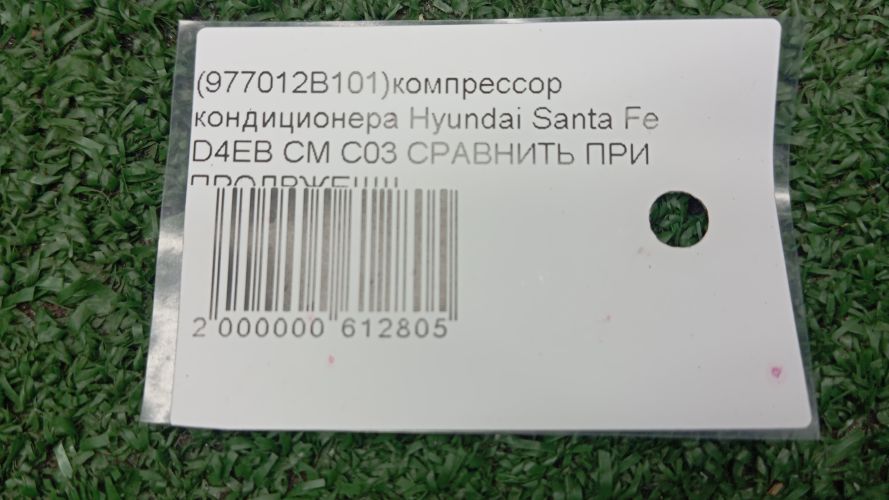 (977012B101)компрессор
кондиционера Hyundai Santa Fe
D4EB CM C03 СРАВНИТЬ ПРИ
2 000000 612805